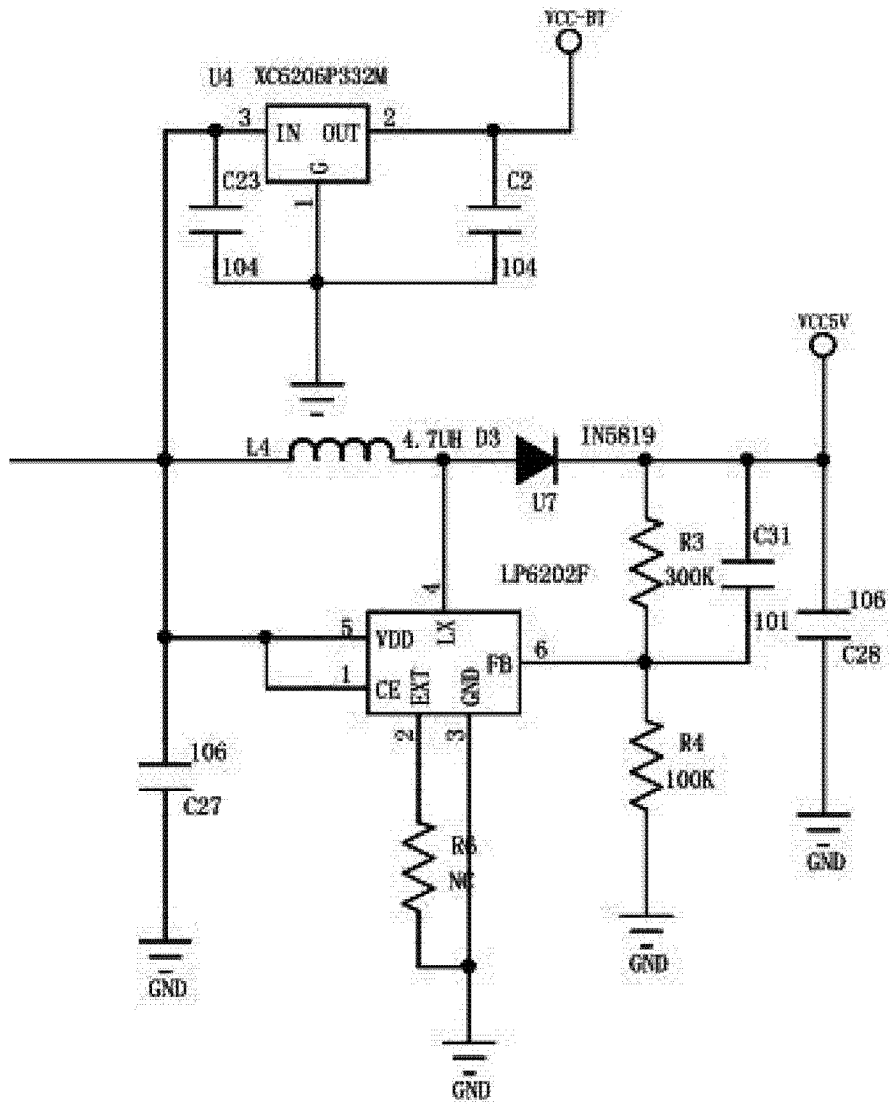 VCC-BT
U4 XC6206P332M
3 IN OUT 2
G
1
C23
C2
104
104
VCC5V
L4 4.7UH D3 IN5819
U7
LP6202F
R3
300K
C31
101
106
C28
4
5 VDD LX
FB 6
1 CE EXT GND
2 3
106
C27
R4
100K
R6
NC
GND
GND
GND
GND